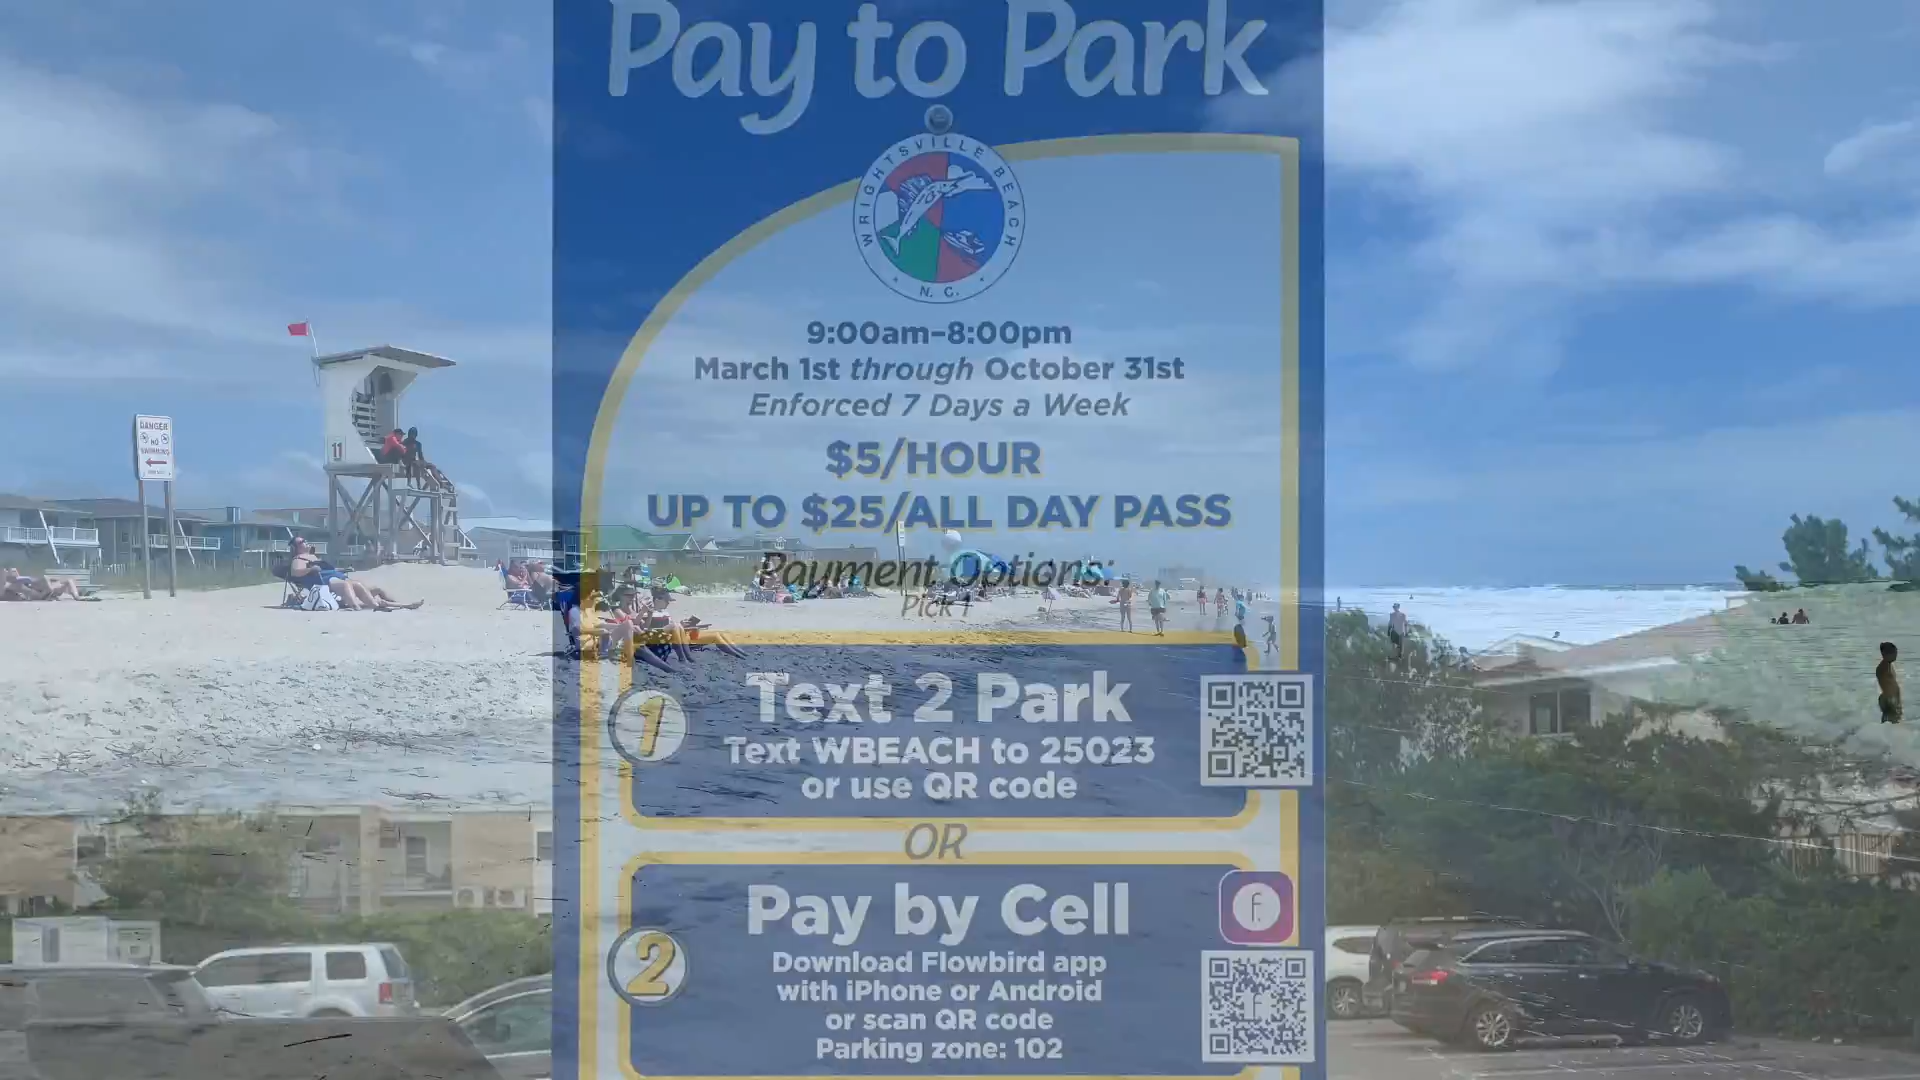 Pay to Park
WRIGHTSVILLE BEACH
N. C.
9:00am–8:00pm
March 1st through October 31st
Enforced 7 Days a Week
$5/HOUR
UP TO $25/ALL DAY PASS
Payment Options:
Pick 1
1
Text 2 Park
Text WBEACH to 25023
or use QR code
OR
2
Pay by Cell
Download Flowbird app
with iPhone or Android
or scan QR code
Parking zone: 102
f
11
DANGER
NO
SWIMMING